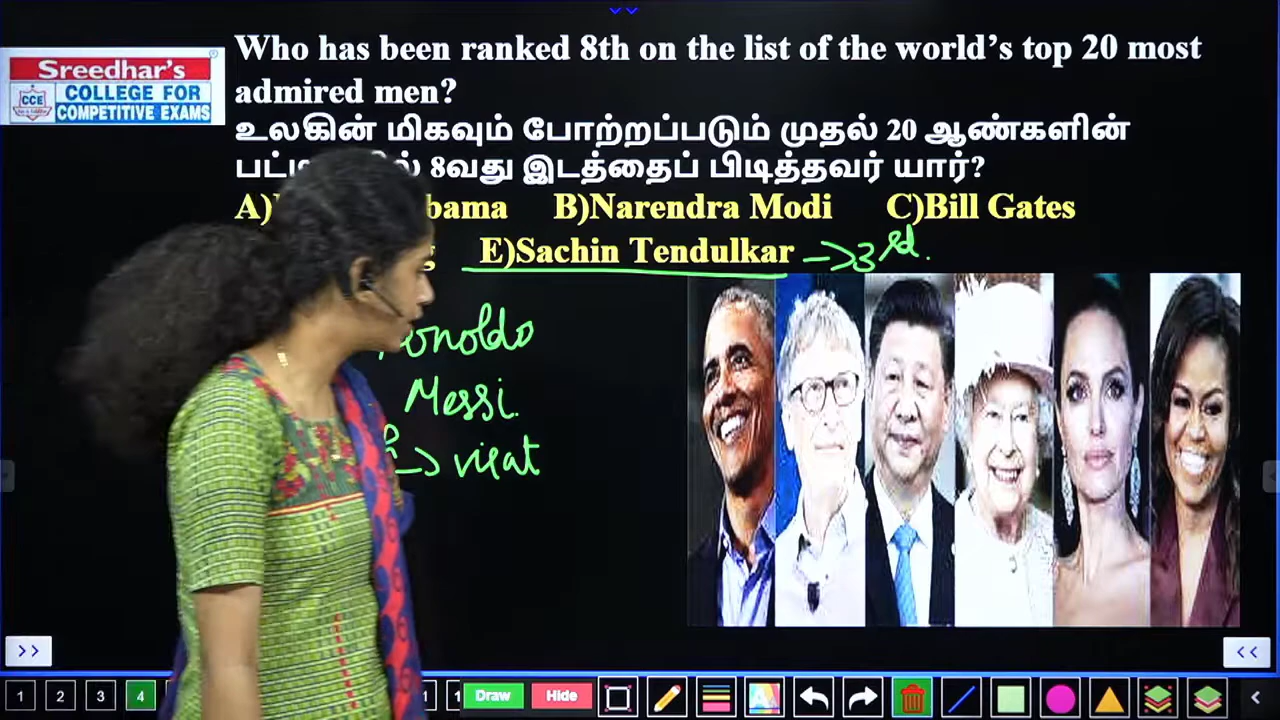 Sreedhar's
CCE
COLLEGE FOR
COMPETITIVE EXAMS
Who has been ranked 8th on the list of the world’s top 20 most
admired men?
உலகின் மிகவும் போற்றப்படும் முதல் 20 ஆண்களின்
8வது இடத்தைப் பிடித்தவர் யார்?
A) B)Narendra Modi C)Bill Gates
E)Sachin Tendulkar -> 3rd.
Messi.
-> virat
>> <<
1 2 3 4 Draw Hide